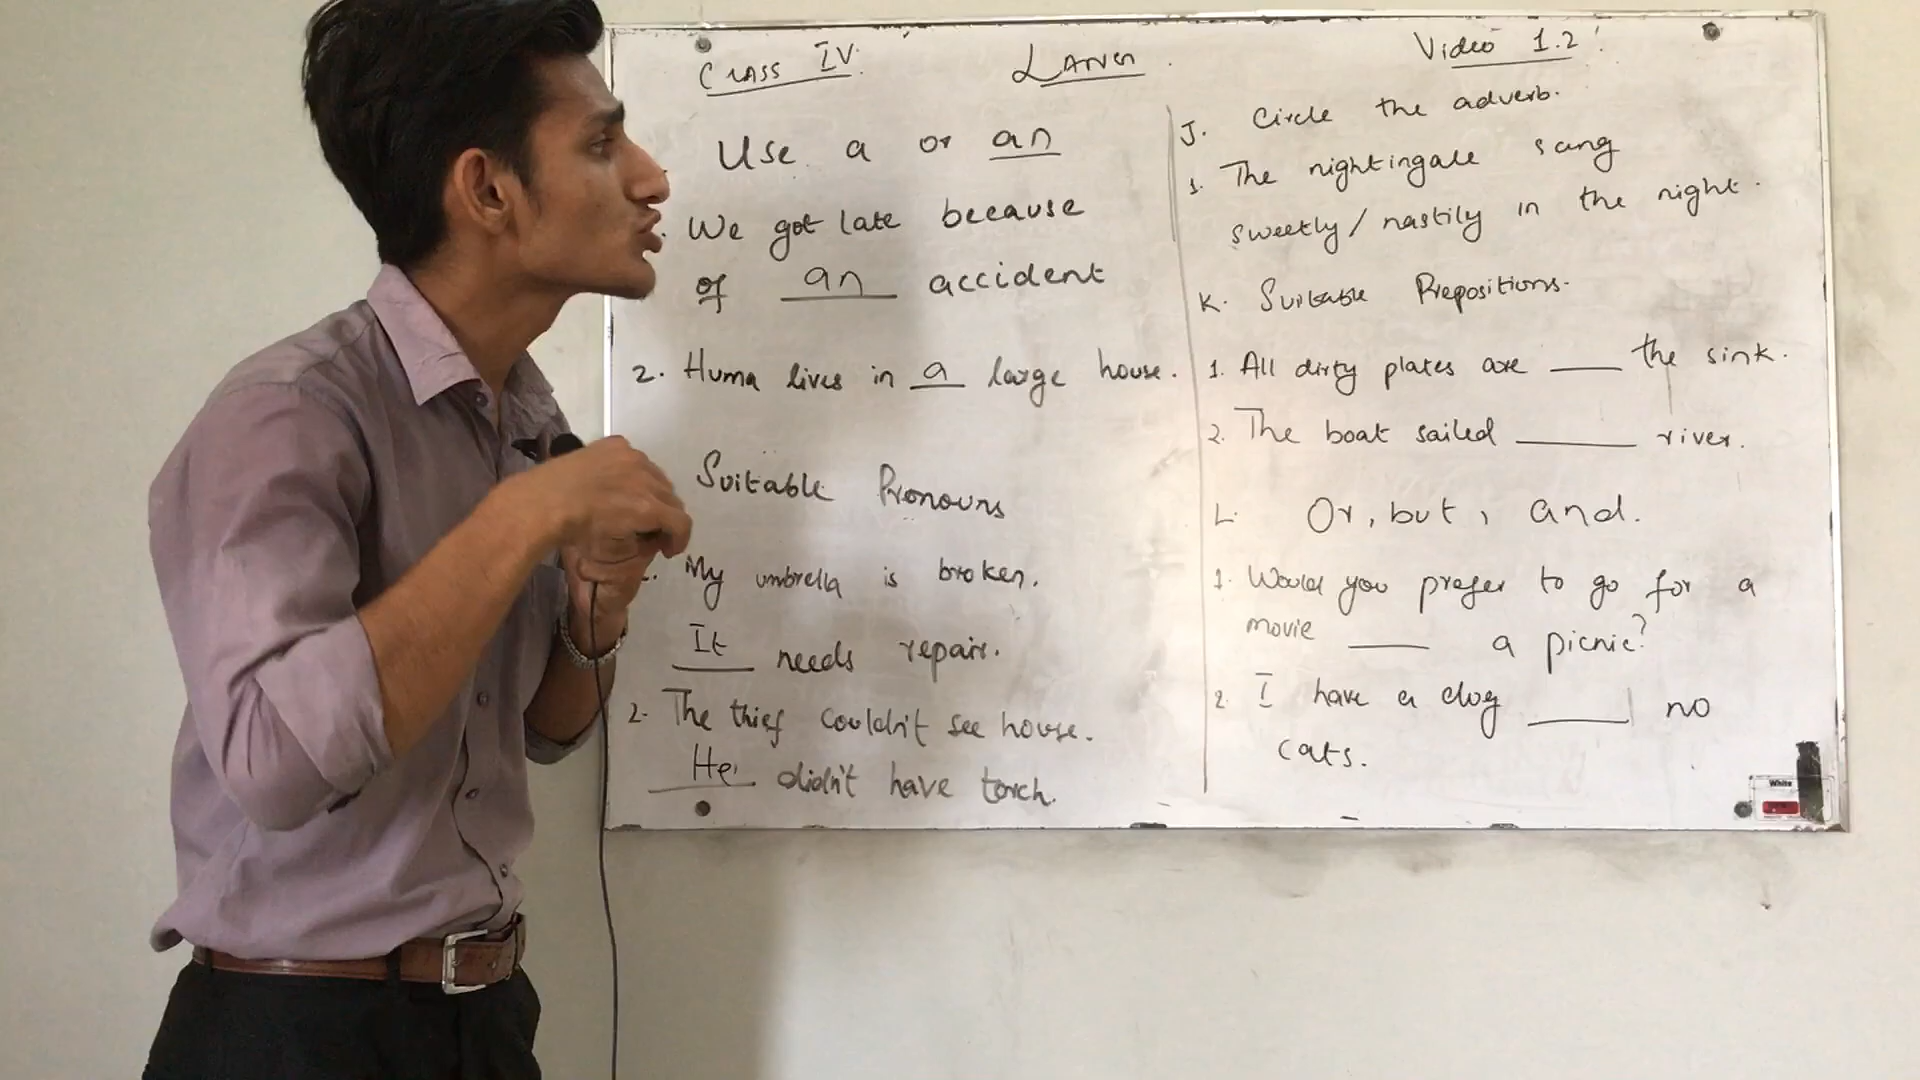 Class IV
Video 1.2
Use a or an
We got late because
of an accident
2. Huma lives in a large house.
Suitable Pronouns
My umbrella is broken.
It needs repair.
2. The thief couldn't see house.
He didn't have torch.
J. Circle the adverb.
1. The nightingale sang
sweetly / nastily in the night.
K. Suitable Prepositions.
1. All dirty plates are ____ the sink.
2. The boat sailed ____ river.
L. Or, but, and.
1. Would you prefer to go for a
movie ____ a picnic?
2. I have a dog ____ no
cats.
White